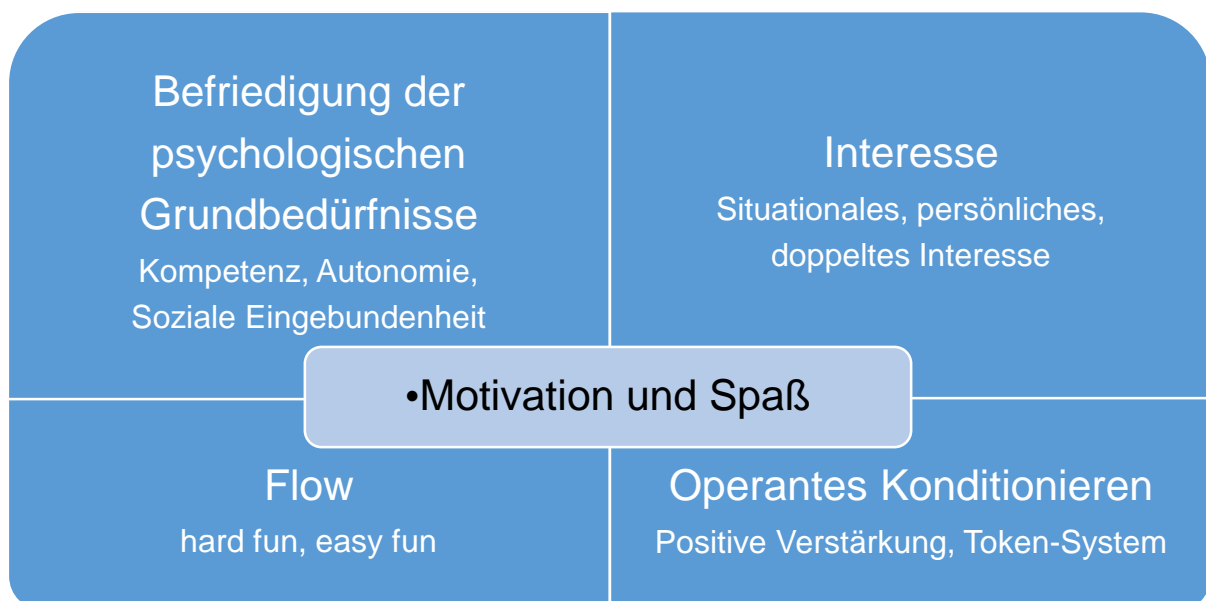 Befriedigung der
psychologischen
Grundbedürfnisse
Kompetenz, Autonomie,
Soziale Eingebundenheit
Interesse
Situationales, persönliches,
doppeltes Interesse
•Motivation und Spaß
Flow
hard fun, easy fun
Operantes Konditionieren
Positive Verstärkung, Token-System